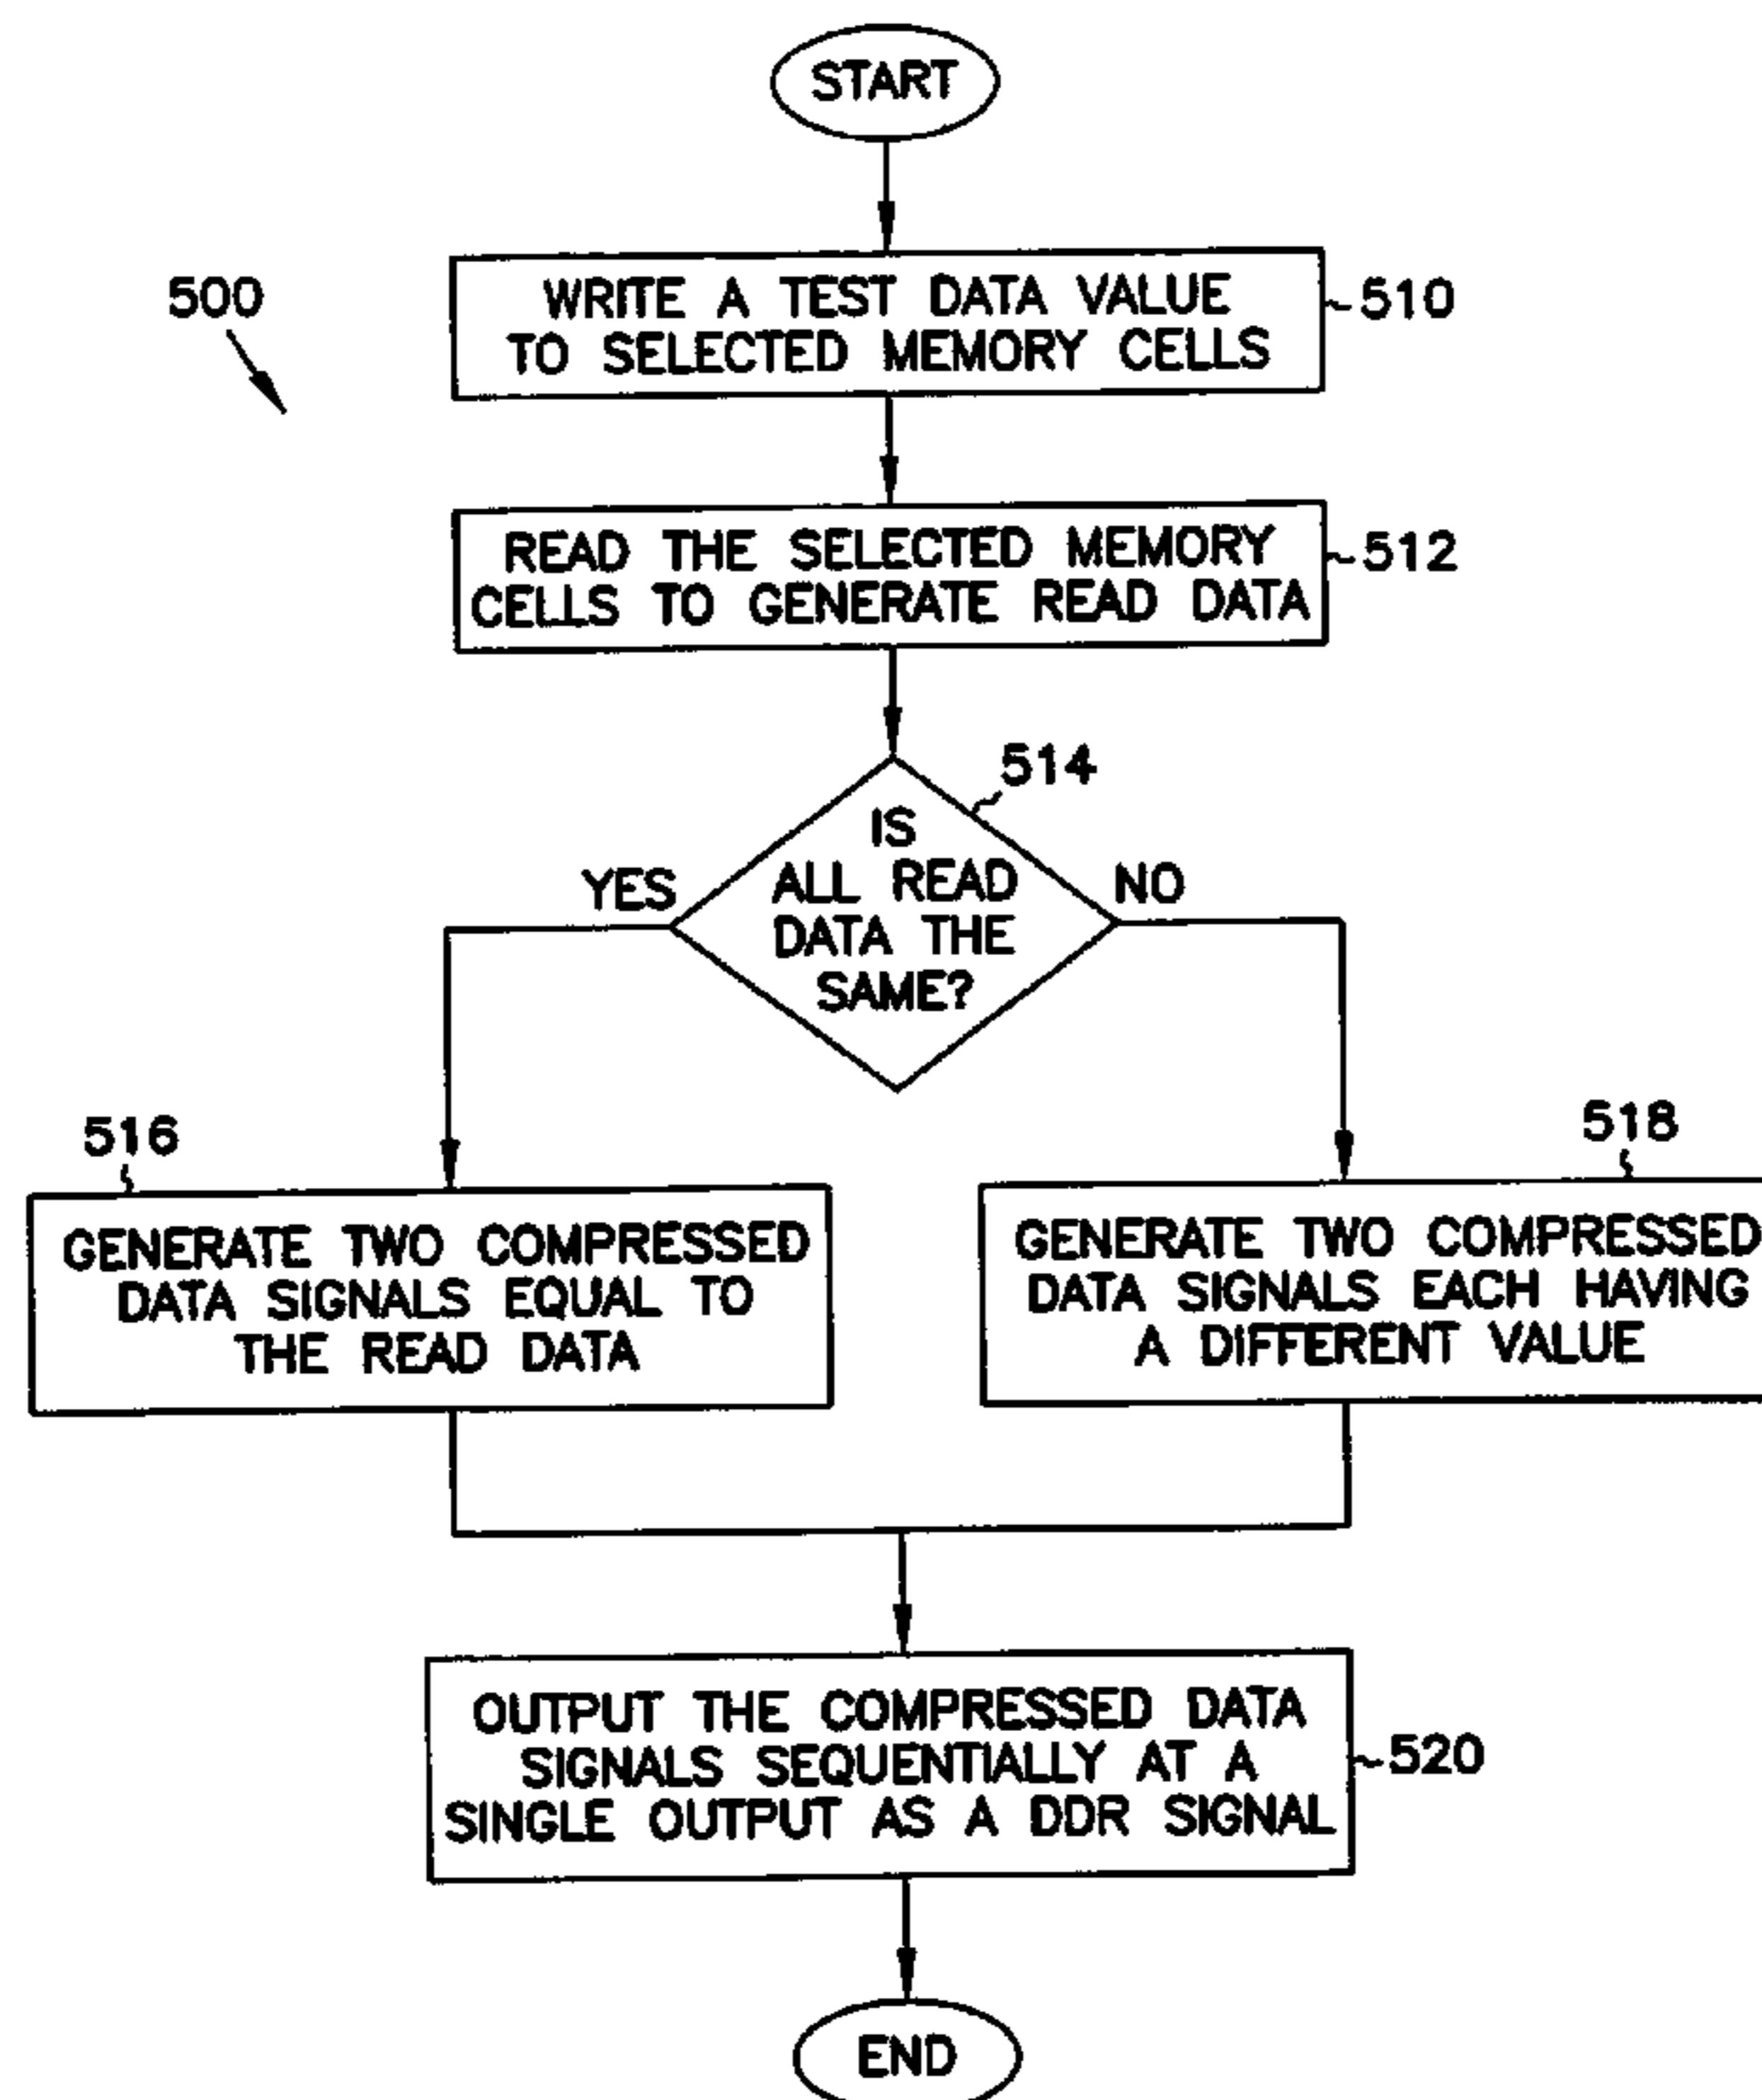 START
500
WRITE A TEST DATA VALUE
TO SELECTED MEMORY CELLS
510
READ THE SELECTED MEMORY
CELLS TO GENERATE READ DATA
512
514
IS
ALL READ
DATA THE
SAME?
YES
NO
516
GENERATE TWO COMPRESSED
DATA SIGNALS EQUAL TO
THE READ DATA
518
GENERATE TWO COMPRESSED
DATA SIGNALS EACH HAVING
A DIFFERENT VALUE
OUTPUT THE COMPRESSED DATA
SIGNALS SEQUENTIALLY AT A
SINGLE OUTPUT AS A DDR SIGNAL
520
END